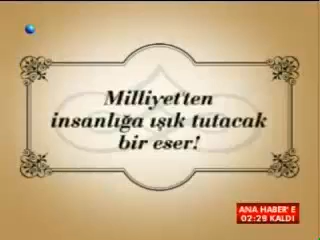 Milliyet'ten
insanlığa ışık tutacak
bir eser!
ANA HABER' E
02:29 KALDI